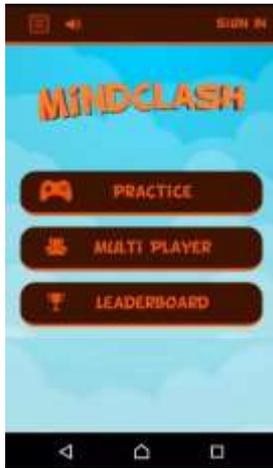 SIGN IN
MINDCLASH
PRACTICE
MULTI PLAYER
LEADERBOARD